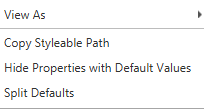 View As
Copy Styleable Path
Hide Properties with Default Values
Split Defaults